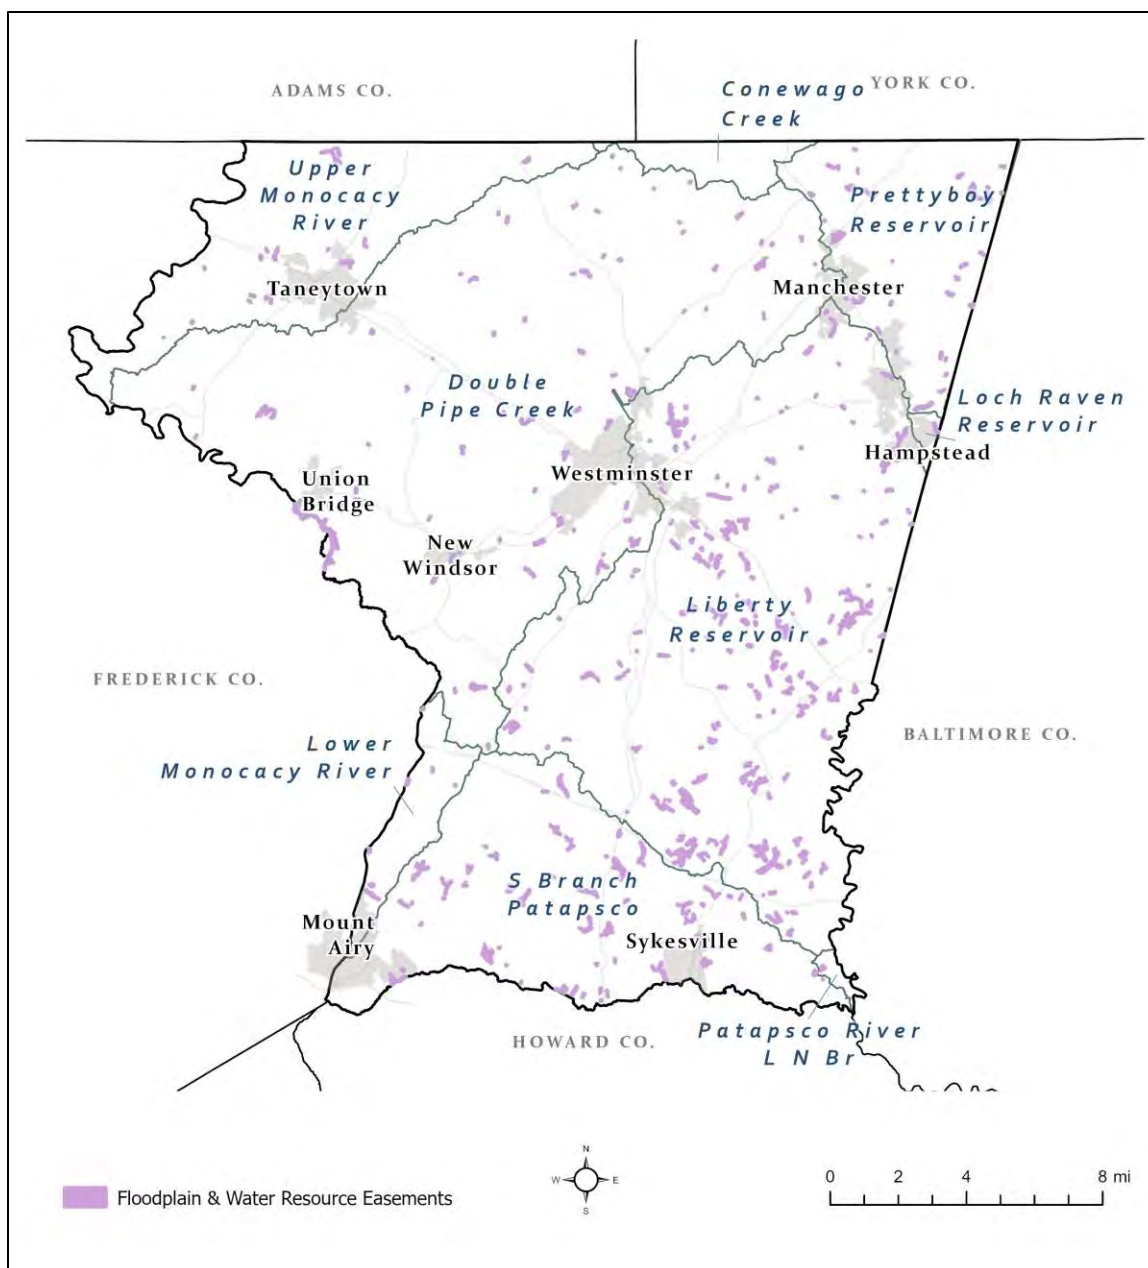 ADAMS CO.
YORK CO.
Conewago
Creek
Upper
Monocacy
River
Prettyboy
Reservoir
Taneytown
Manchester
Double
Pipe Creek
Loch Raven
Reservoir
Hampstead
Westminster
Union
Bridge
New
Windsor
Liberty
Reservoir
FREDERICK CO.
BALTIMORE CO.
Lower
Monocacy River
S Branch
Patapsco
Mount
Airy
Sykesville
Patapsco River
L N Br
HOWARD CO.
N
W E
S
0 2 4 8 mi
Floodplain & Water Resource Easements